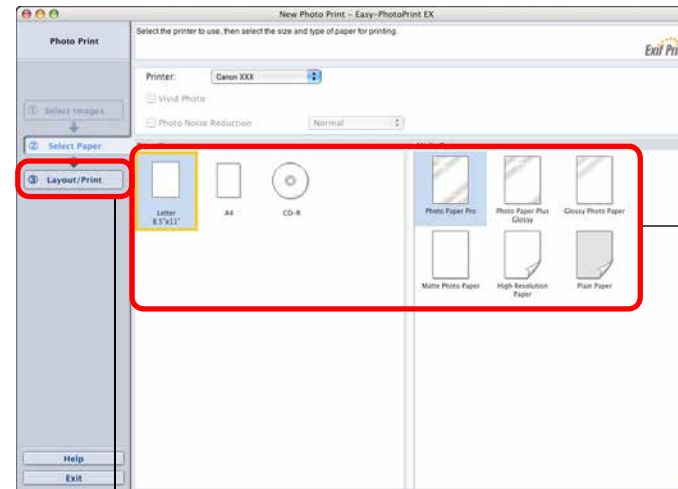 New Photo Print - Easy-PhotoPrint EX
Photo Print
Select the printer to use, then select the size and type of paper for printing.
Exif Pri
Printer:
Canon XXX
Vivid Photo
Photo Noise Reduction
Normal
① Select Images
② Select Paper
③ Layout/Print
Letter
8.5"x11"
A4
CD-R
Photo Paper Pro
Photo Paper Plus
Glossy
Glossy Photo Paper
Matte Photo Paper
High Resolution
Paper
Plain Paper
Help
Exit